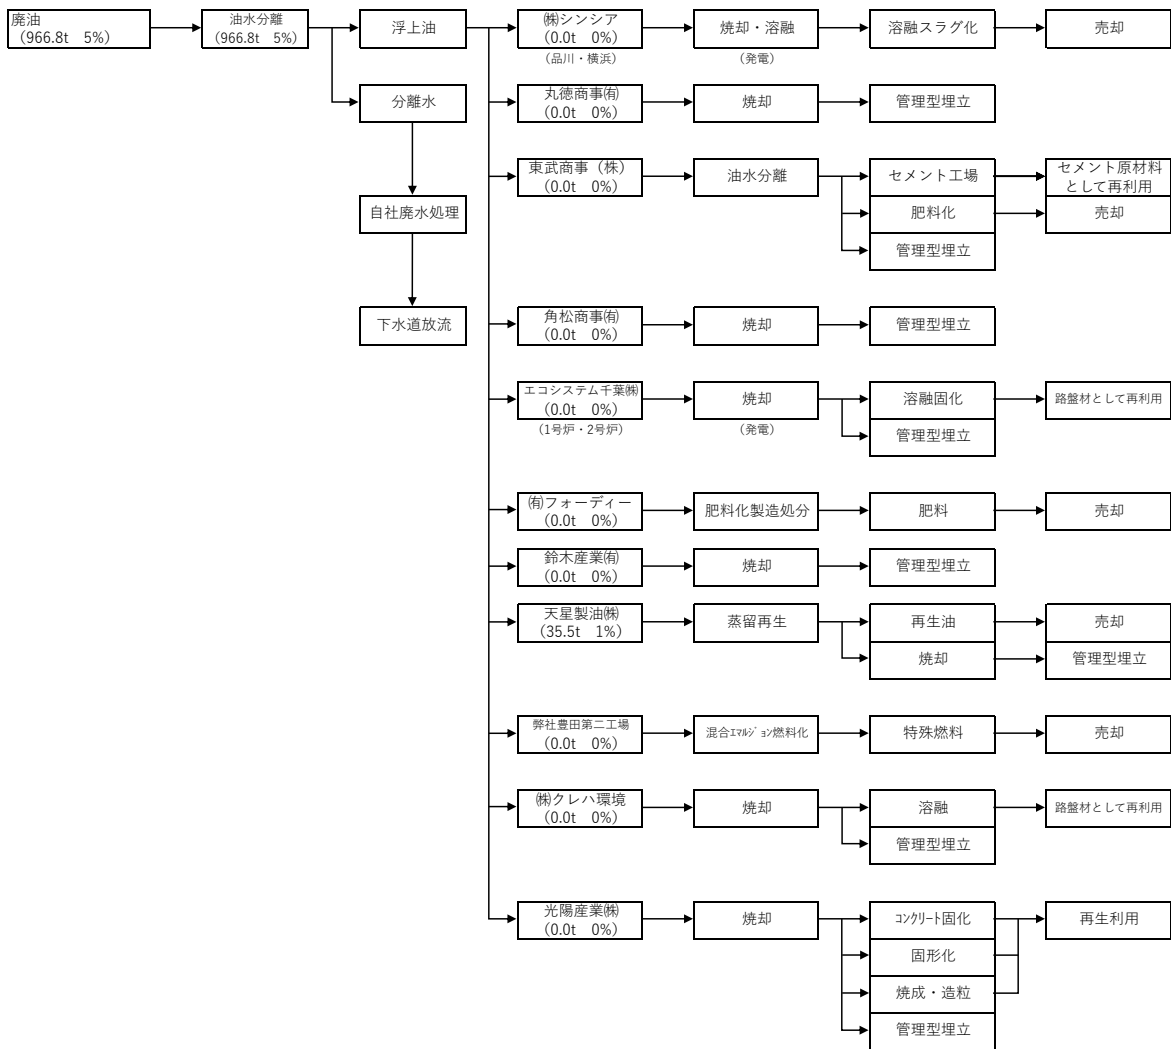 廃油
(966.8t 5%)
油水分離
(966.8t 5%)
浮上油
㈱シンシア
(0.0t 0%)
(品川・横浜)
焼却・溶融
(発電)
溶融スラグ化
売却
分離水
丸徳商事㈲
(0.0t 0%)
焼却
管理型埋立
東武商事（株）
(0.0t 0%)
油水分離
セメント工場
セメント原材料
として再利用
肥料化
売却
管理型埋立
自社廃水処理
下水道放流
角松商事㈲
(0.0t 0%)
焼却
管理型埋立
エコシステム千葉㈱
(0.0t 0%)
(1号炉・2号炉)
焼却
(発電)
溶融固化
路盤材として再利用
管理型埋立
㈲フォーディー
(0.0t 0%)
肥料化製造処分
肥料
売却
鈴木産業㈲
(0.0t 0%)
焼却
管理型埋立
天星製油㈱
(35.5t 1%)
蒸留再生
再生油
売却
焼却
管理型埋立
弊社豊田第二工場
(0.0t 0%)
混合ｴﾏﾙｼﾞｮﾝ燃料化
特殊燃料
売却
㈱クレハ環境
(0.0t 0%)
焼却
溶融
路盤材として再利用
管理型埋立
光陽産業㈱
(0.0t 0%)
焼却
ｺﾝｸﾘｰﾄ固化
再生利用
固形化
焼成・造粒
管理型埋立